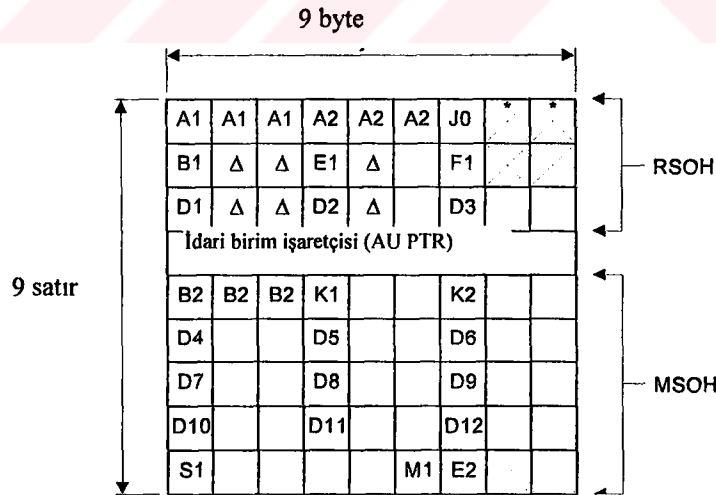 9 byte
A1 A1 A1 A2 A2 A2 J0 * *
B1 Δ Δ E1 Δ F1
RSOH
D1 Δ Δ D2 Δ D3
İdari birim işaretçisi (AU PTR)
9 satır
B2 B2 B2 K1 K2
D4 D5 D6
D7 D8 D9
MSOH
D10 D11 D12
S1 M1 E2